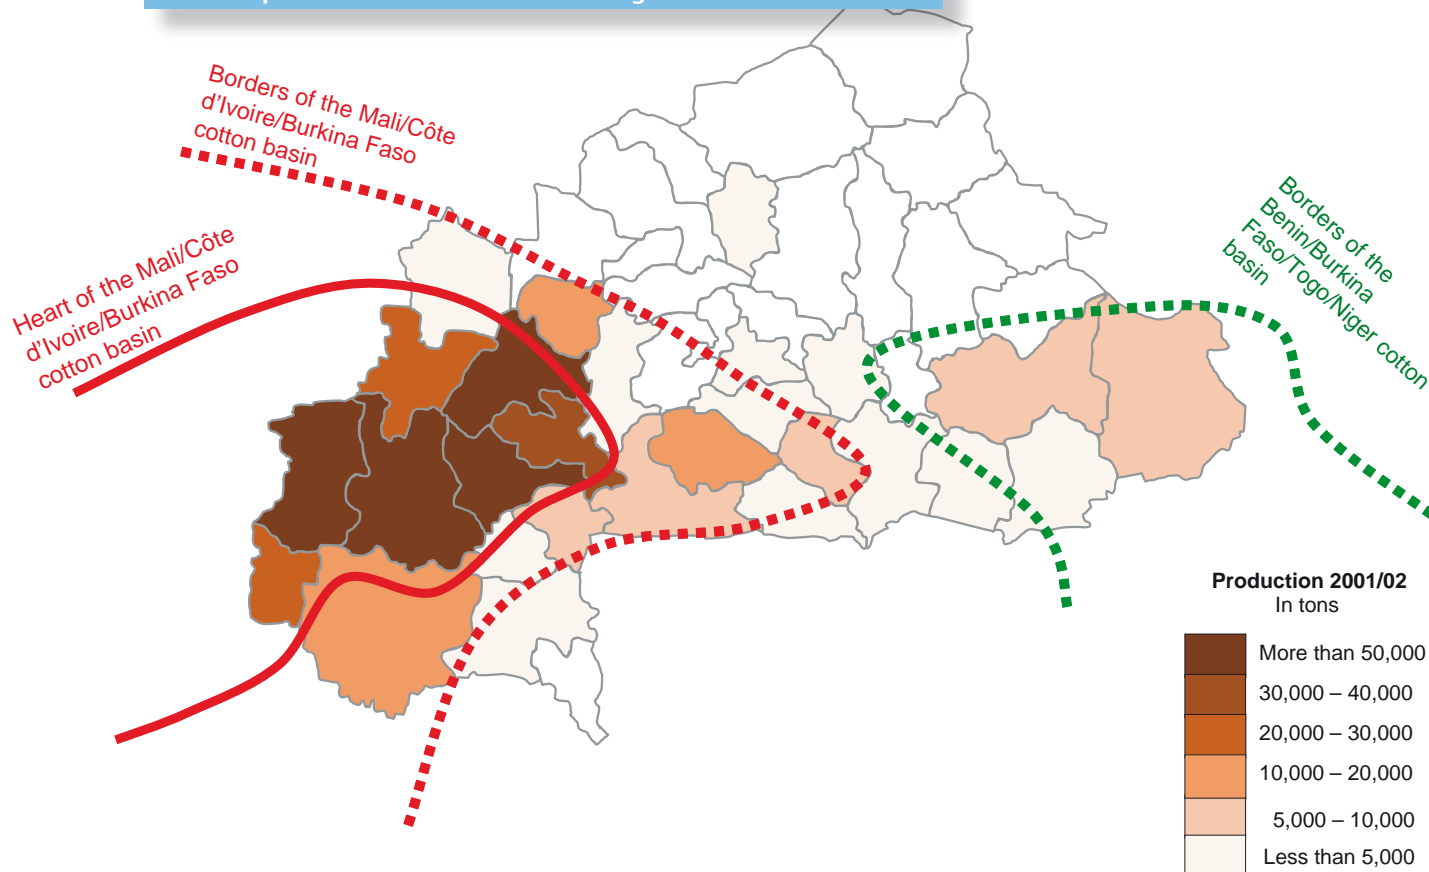 Borders of the Mali/Côte
d'Ivoire/Burkina Faso
cotton basin
Heart of the Mali/Côte
d'Ivoire/Burkina Faso
cotton basin
Borders of the
Benin/Burkina
Faso/Togo/Niger cotton
basin
Production 2001/02
In tons
More than 50,000
30,000 – 40,000
20,000 – 30,000
10,000 – 20,000
5,000 – 10,000
Less than 5,000